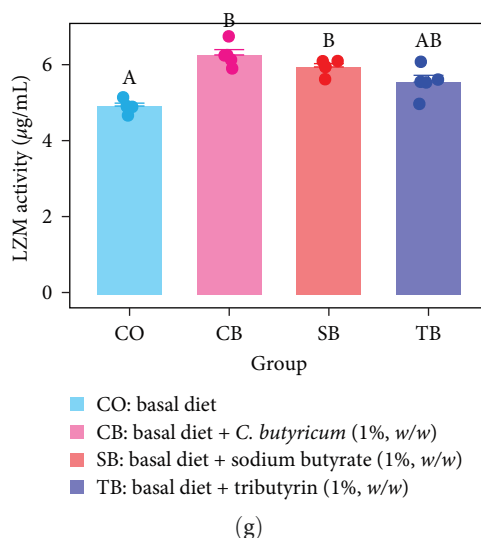 B
B
AB
A
6
4
2
0
LZM activity (μg/mL)
CO CB SB TB
Group
CO: basal diet
CB: basal diet + C. butyricum (1%, w/w)
SB: basal diet + sodium butyrate (1%, w/w)
TB: basal diet + tributyrin (1%, w/w)
(g)